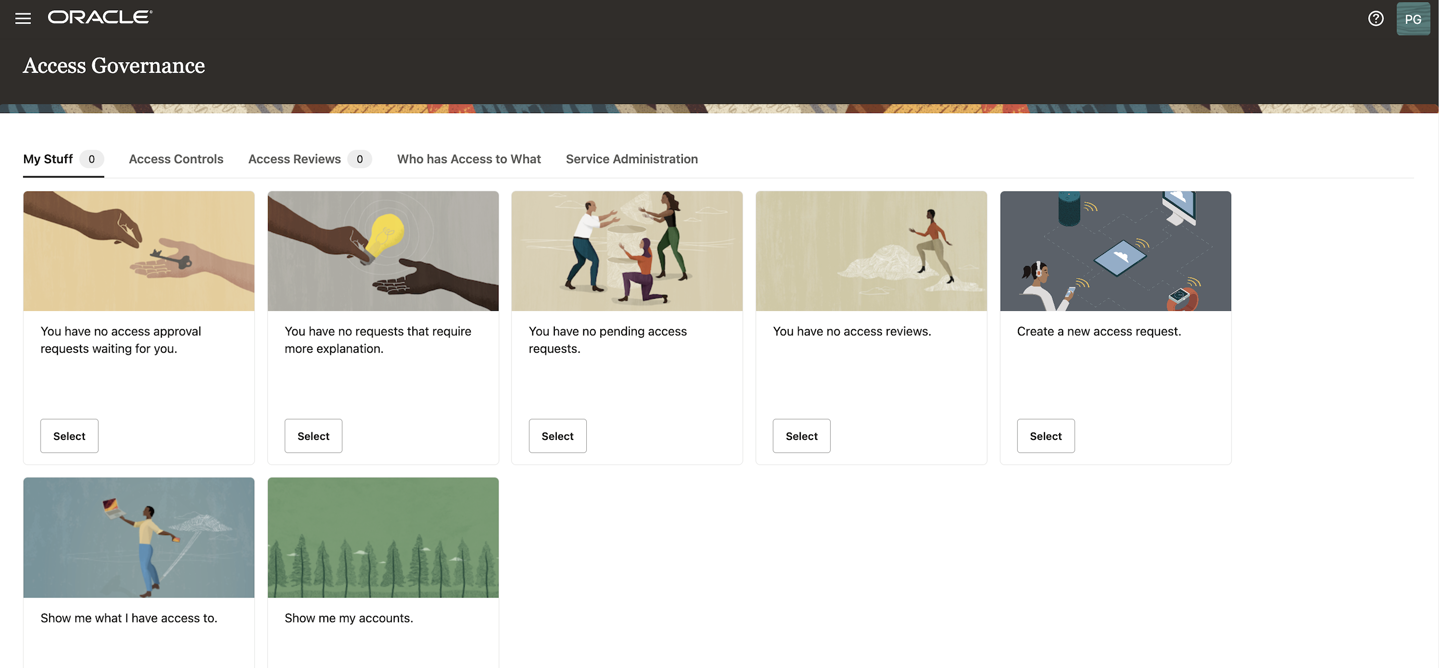 ORACLE
PG
Access Governance
My Stuff 0 Access Controls Access Reviews 0 Who has Access to What Service Administration
You have no access approval
requests waiting for you.
Select
You have no requests that require
more explanation.
Select
You have no pending access
requests.
Select
You have no access reviews.
Select
Create a new access request.
Select
Show me what I have access to.
Show me my accounts.